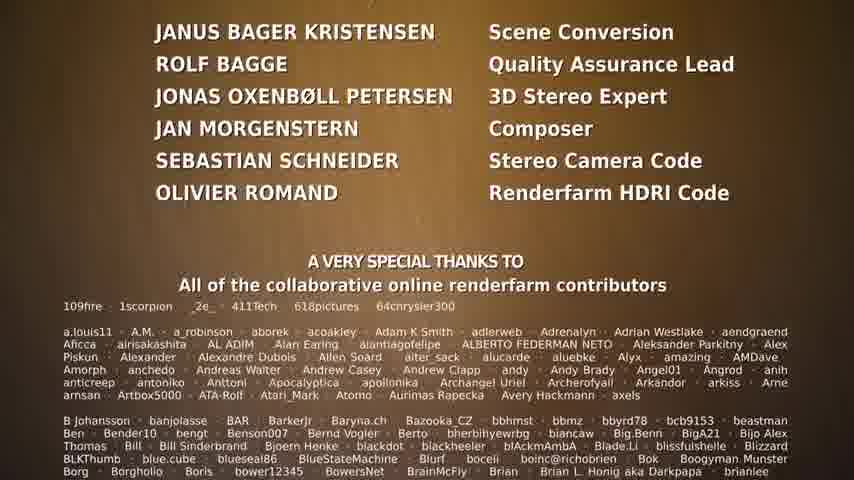 JANUS BAGER KRISTENSEN Scene Conversion
ROLF BAGGE Quality Assurance Lead
JONAS OXENBØLL PETERSEN 3D Stereo Expert
JAN MORGENSTERN Composer
SEBASTIAN SCHNEIDER Stereo Camera Code
OLIVIER ROMAND Renderfarm HDRI Code
A VERY SPECIAL THANKS TO
All of the collaborative online renderfarm contributors
109fire · 1scorpion · _2e_ · 411Tech · 618pictures · 64chrysler300
a.louis11 · A.M. · a_robinson · aborek · acoakley · Adam K Smith · adlerweb · Adrenalyn · Adrian Westlake · aendgraend
Aficca · airisakashita · AL ADIM · Alan Earing · alantiagofelipe · ALBERTO FEDERMAN NETO · Aleksander Parkitny · Alex
Piskun · Alexander · Alexandre Dubois · Allen Soard · alter_sack · alucarde · aluebke · Alyx · amazing · AMDave
Amorph · anchedo · Andreas Walter · Andrew Casey · Andrew Clapp · andy · Andy Brady · Angel01 · Angrod · anih
anticreep · antoniko · Anttoni · Apocalyptica · apollonika · Archangel Uriel · Archerofyail · Arkandor · arkiss · Arne
arnsan · Artbox5000 · ATA-Rolf · Atari_Mark · Atomo · Aurimas Rapecka · Avery Hackmann · axels
B Johansson · banjolasse · BAR · BarkerJr · Baryna.ch · Bazooka_CZ · bbhmst · bbmz · bbyrd78 · bcb9153 · beastman
Ben · Bender10 · bengt · Benson007 · Bernd Vogler · Berto · bherbihyewrbg · biancaw · Big.Benn · BigA21 · Bijo Alex
Thomas · Bill · Bill Sinderbrand · Bjoern Henke · blackdot · blackheeler · blAckmAmbA · Blade.Li · blissfulshelle · Blizzard
BLKThumb · blue.cube · blueseal86 · BlueStateMachine · Blurf · boceli · boinc@richobrien · Bok · Boogyman Munster
Borg · Borgholio · Boris · bower12345 · BowersNet · BrainMcFly · Brian · Brian L. Honig aka Darkpapa · brianlee